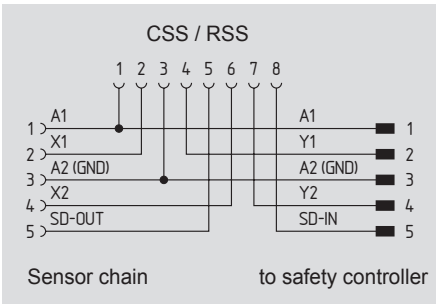 CSS / RSS
1 2 3 4 5 6 7 8
1 A1 A1 1
2 X1 Y1 2
3 A2 (GND) A2 (GND) 3
4 X2 Y2 4
5 SD-OUT SD-IN 5
Sensor chain to safety controller